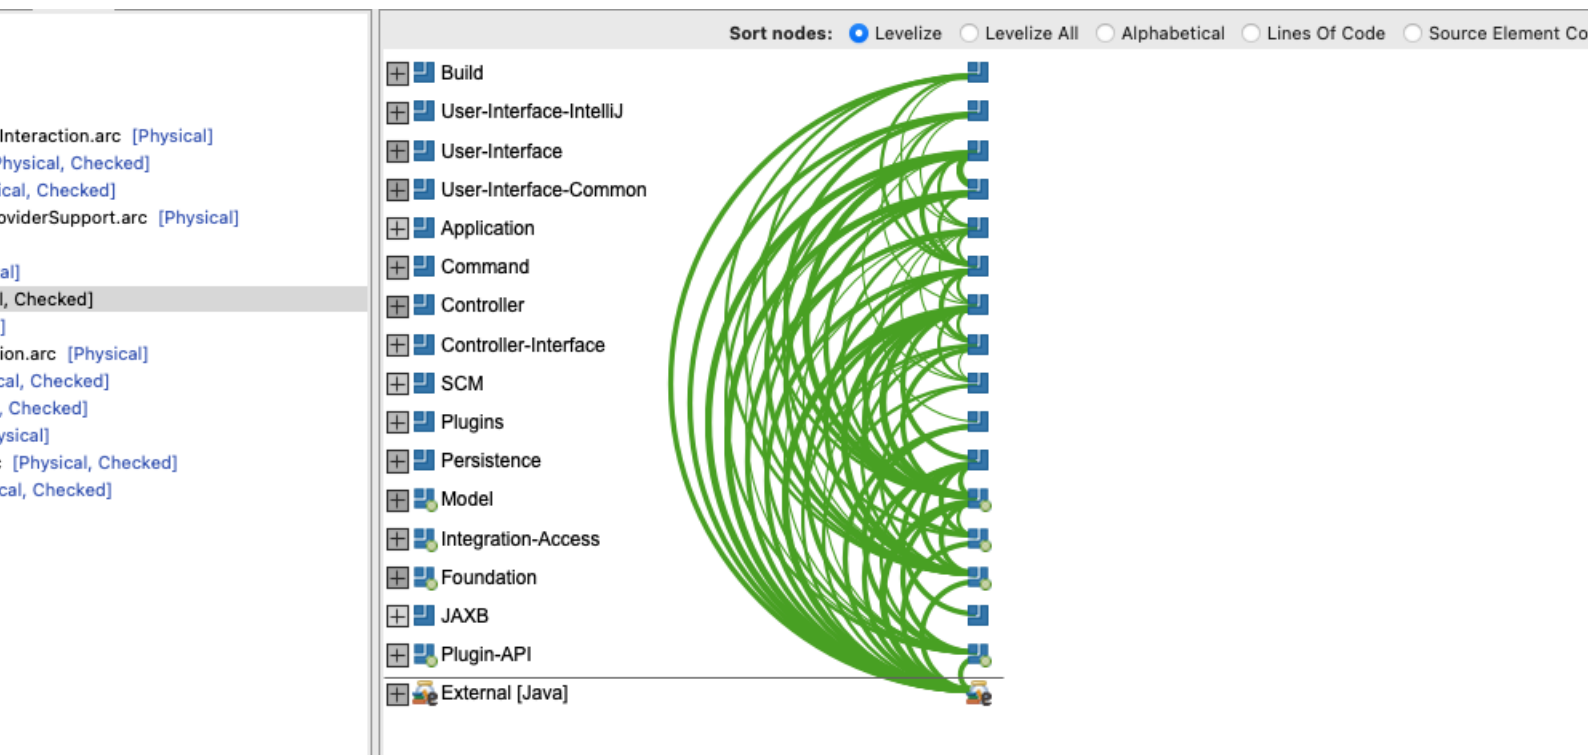 Sort nodes: Levelize Levelize All Alphabetical Lines Of Code Source Element Co
Interaction.arc [Physical]
Physical, Checked]
ical, Checked]
oviderSupport.arc [Physical]
al]
l, Checked]
]
ion.arc [Physical]
cal, Checked]
, Checked]
ysical]
: [Physical, Checked]
cal, Checked]
Build
User-Interface-IntelliJ
User-Interface
User-Interface-Common
Application
Command
Controller
Controller-Interface
SCM
Plugins
Persistence
Model
Integration-Access
Foundation
JAXB
Plugin-API
External [Java]